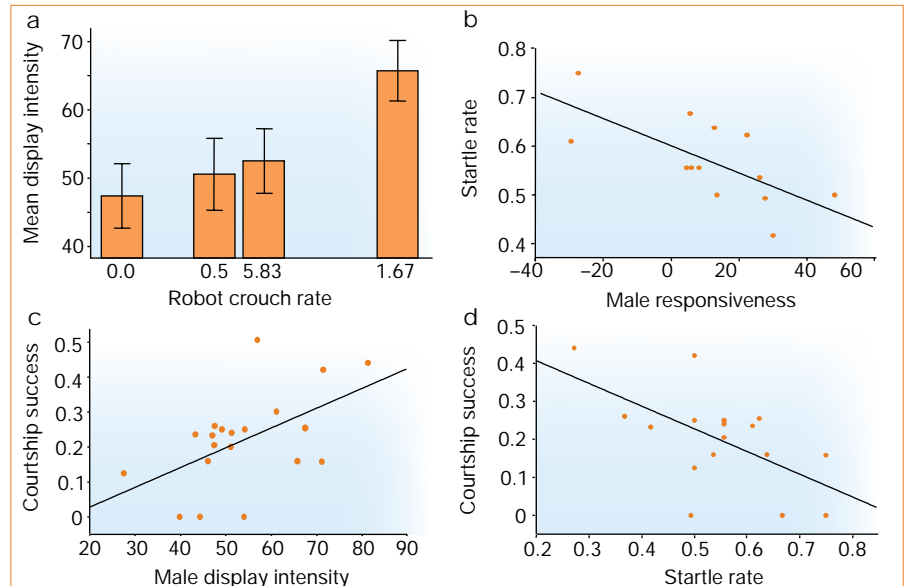 a
70
60
50
40
Mean display intensity
0.0 0.5 5.83 1.67
Robot crouch rate
b
0.8
0.7
0.6
0.5
0.4
Startle rate
−40 −20 0 20 40 60
Male responsiveness
c
0.5
0.4
0.3
0.2
0.1
0
Courtship success
20 30 40 50 60 70 80 90
Male display intensity
d
0.5
0.4
0.3
0.2
0.1
0
Courtship success
0.2 0.3 0.4 0.5 0.6 0.7 0.8
Startle rate